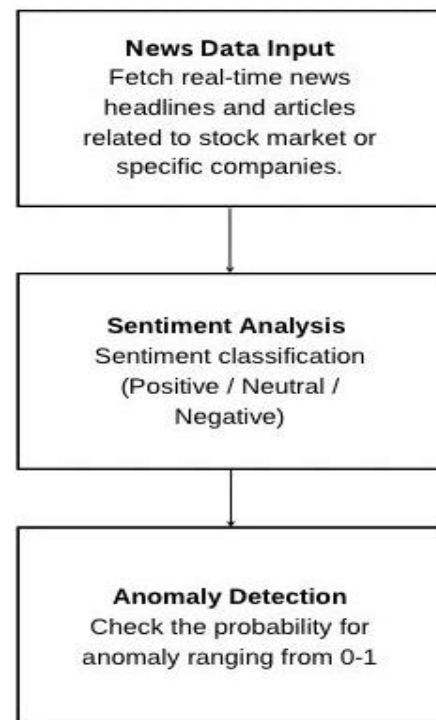 News Data Input
Fetch real-time news
headlines and articles
related to stock market or
specific companies.
Sentiment Analysis
Sentiment classification
(Positive / Neutral /
Negative)
Anomaly Detection
Check the probability for
anomaly ranging from 0-1